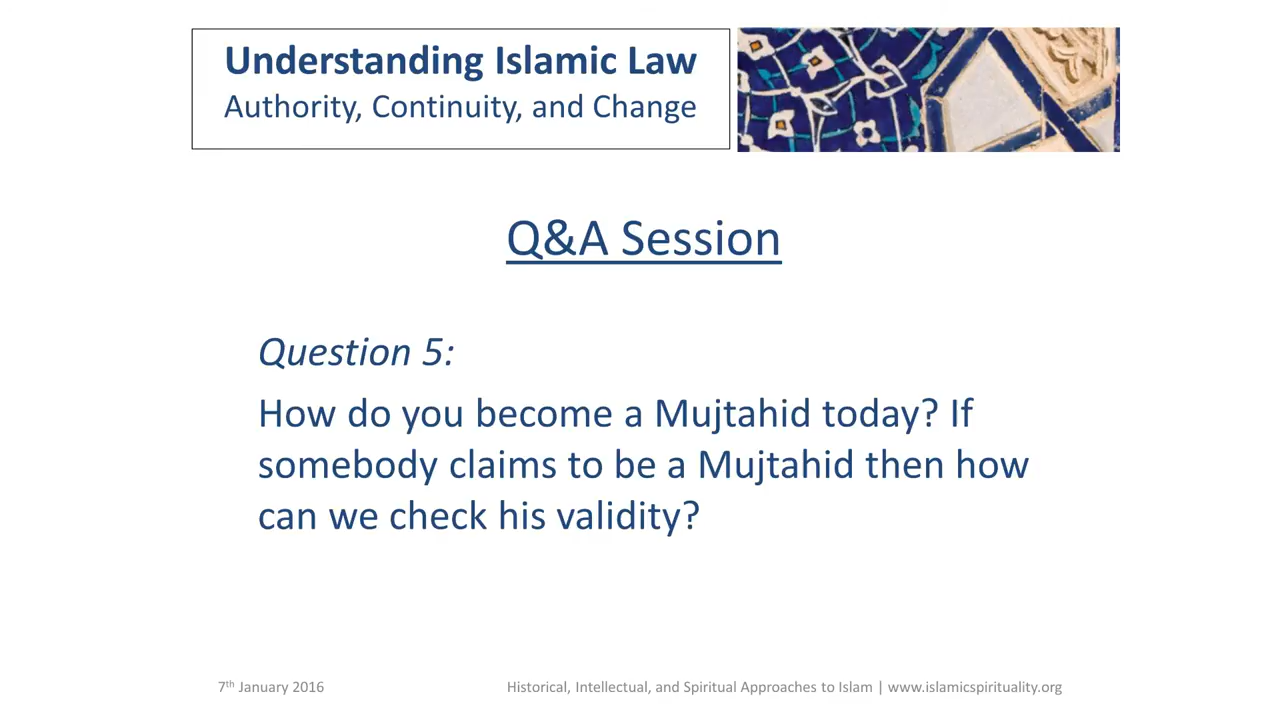 Understanding Islamic Law
Authority, Continuity, and Change
Q&A Session
Question 5:
How do you become a Mujtahid today? If
somebody claims to be a Mujtahid then how
can we check his validity?
7th January 2016
Historical, Intellectual, and Spiritual Approaches to Islam | www.islamicspirituality.org